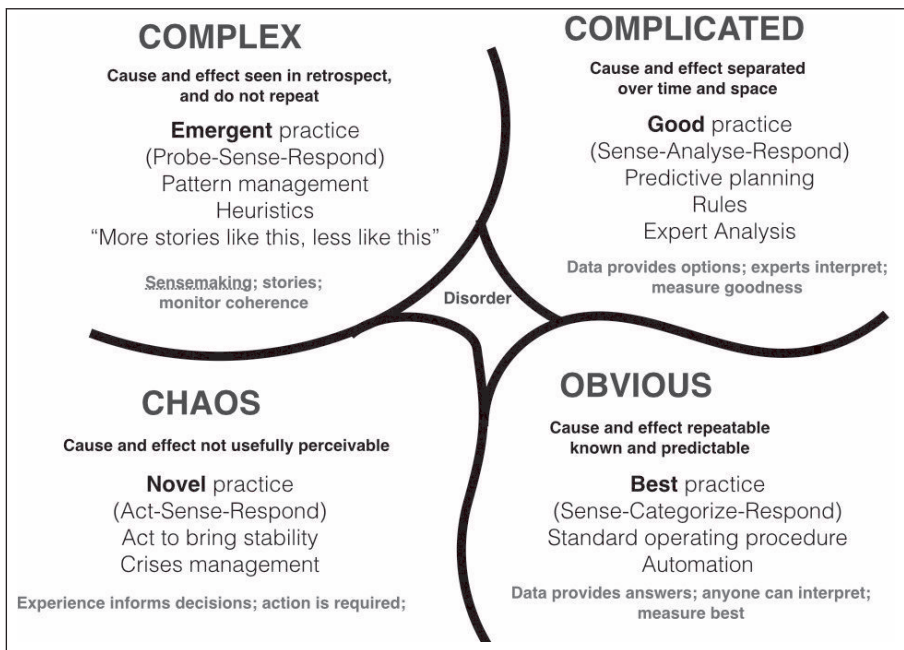 COMPLEX
Cause and effect seen in retrospect,
and do not repeat
Emergent practice
(Probe-Sense-Respond)
Pattern management
Heuristics
“More stories like this, less like this”
Sensemaking; stories;
monitor coherence
COMPLICATED
Cause and effect separated
over time and space
Good practice
(Sense-Analyse-Respond)
Predictive planning
Rules
Expert Analysis
Data provides options; experts interpret;
measure goodness
Disorder
CHAOS
Cause and effect not usefully perceivable
Novel practice
(Act-Sense-Respond)
Act to bring stability
Crises management
Experience informs decisions; action is required;
OBVIOUS
Cause and effect repeatable
known and predictable
Best practice
(Sense-Categorize-Respond)
Standard operating procedure
Automation
Data provides answers; anyone can interpret;
measure best